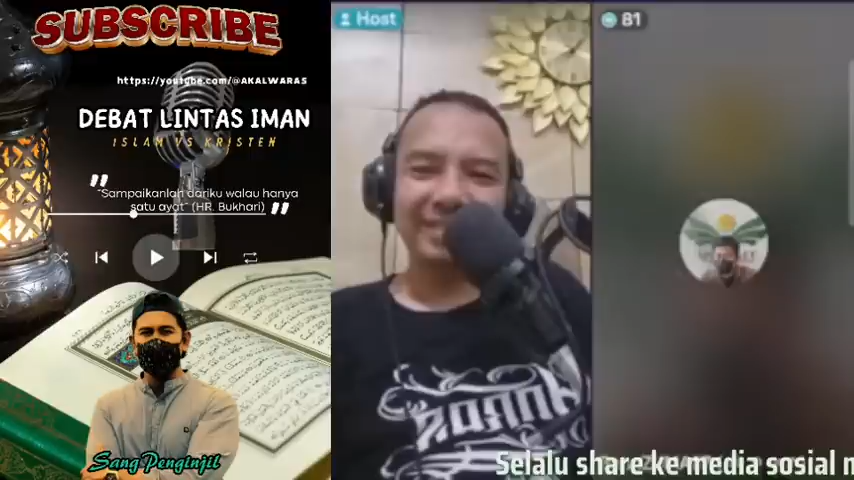 SUBSCRIBE
https://youtube.com/@AKALWARAS
DEBAT LINTAS IMAN
ISLAM VS KRISTEN
"Sampaikanlah dariku walau hanya
satu ayat" (HR. Bukhari)
Sang Penginjil
Host
81
Selalu share ke media sosial